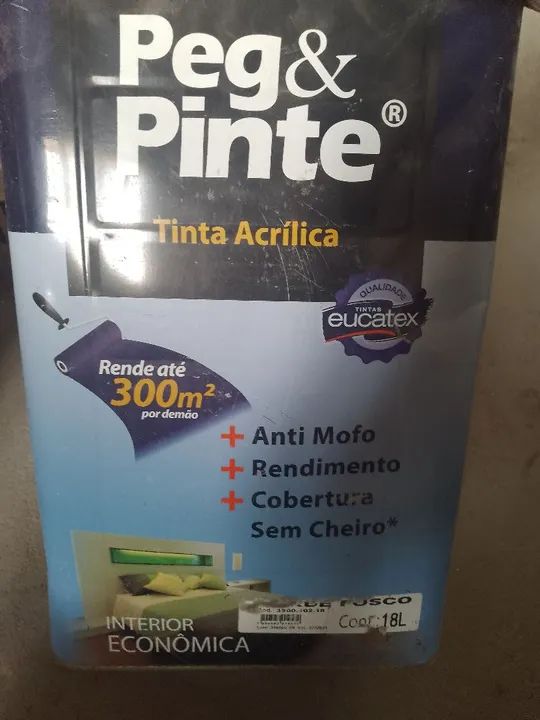 Peg&
Pinte®
Tinta Acrílica
QUALIDADE
TINTAS
eucatex
Rende até
300m²
por demão
+ Anti Mofo
+ Rendimento
+ Cobertura
Sem Cheiro*
FOSCO
18L
INTERIOR
ECONÔMICA